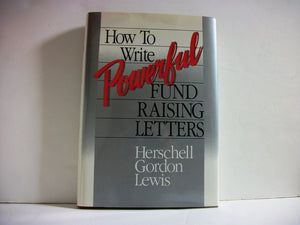 How To
Write
Powerful
FUND
RAISING
LETTERS
Herschell
Gordon
Lewis